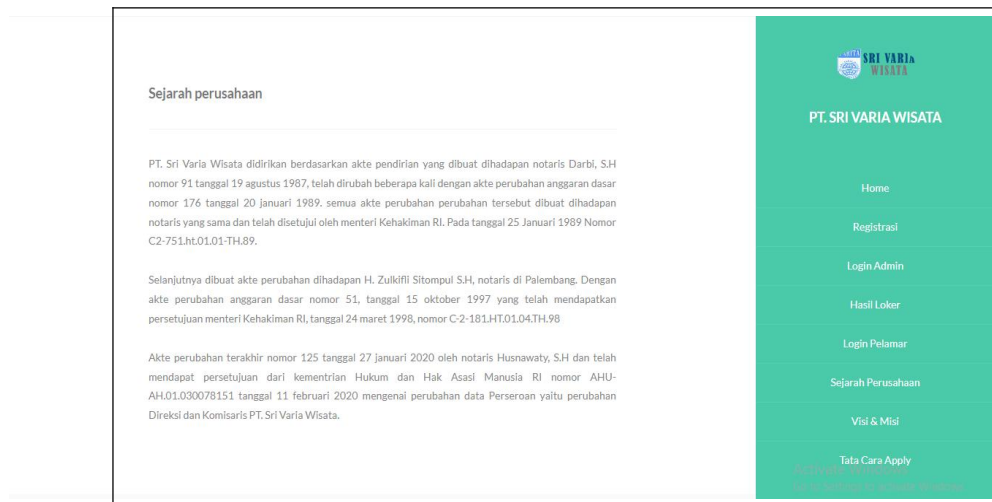 Sejarah perusahaan
PT. Sri Varia Wisata didirikan berdasarkan akte pendirian yang dibuat dihadapan notaris Darbi, S.H
nomor 91 tanggal 19 agustus 1987, telah dirubah beberapa kali dengan akte perubahan anggaran dasar
nomor 176 tanggal 20 januari 1989. semua akte perubahan perubahan tersebut dibuat dihadapan
notaris yang sama dan telah disetujui oleh menteri Kehakiman RI. Pada tanggal 25 Januari 1989 Nomor
C2-751.ht.01.01-TH.89.
Selanjutnya dibuat akte perubahan dihadapan H. Zulkifli Sitompul S.H, notaris di Palembang. Dengan
akte perubahan anggaran dasar nomor 51, tanggal 15 oktober 1997 yang telah mendapatkan
persetujuan menteri Kehakiman RI, tanggal 24 maret 1998, nomor C-2-181.HT.01.04.TH.98
Akte perubahan terakhir nomor 125 tanggal 27 januari 2020 oleh notaris Husnawaty, S.H dan telah
mendapat persetujuan dari kementrian Hukum dan Hak Asasi Manusia RI nomor AHU-
AH.01.030078151 tanggal 11 februari 2020 mengenai perubahan data Perseroan yaitu perubahan
Direksi dan Komisaris PT. Sri Varia Wisata.
SRI VARIA
WISATA
PT. SRI VARIA WISATA
Home
Registrasi
Login Admin
Hasil Loker
Login Pelamar
Sejarah Perusahaan
Visi & Misi
Tata Cara Apply